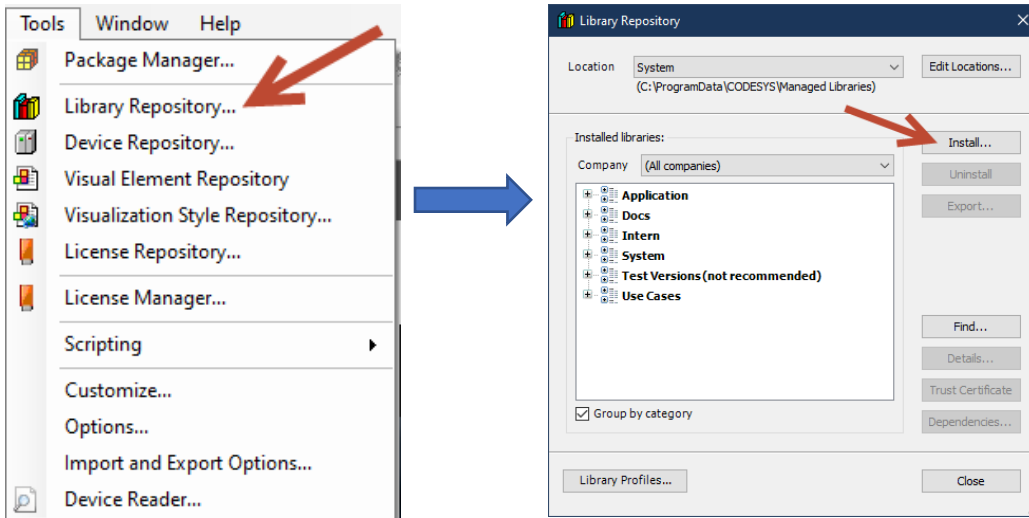 Tools Window Help
Package Manager...
Library Repository...
Device Repository...
Visual Element Repository
Visualization Style Repository...
License Repository...
License Manager...
Scripting
Customize...
Options...
Import and Export Options...
Device Reader...
Library Repository
Location System Edit Locations...
(C:\ProgramData\CODESYS\Managed Libraries)
Installed libraries:
Install...
Company (All companies)
Uninstall
Application
Export...
Docs
Intern
System
Test Versions(not recommended)
Use Cases
Find...
Details...
Trust Certificate
Group by category
Dependencies...
Library Profiles... Close